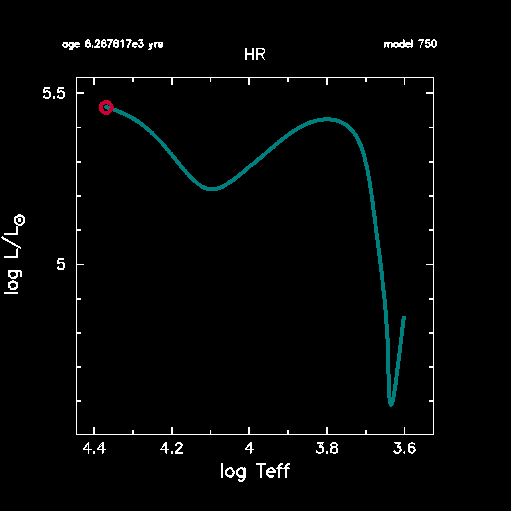 age 6.267817e3 yrs
model 750
HR
5.5
5
log L/L⊙
4.4 4.2 4 3.8 3.6
log Teff